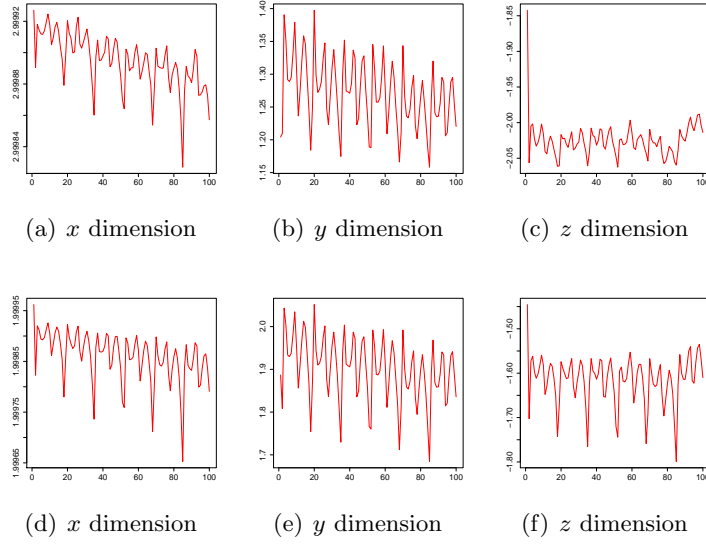 2.99984 2.99988 2.99992
0 20 40 60 80 100
1.15 1.20 1.25 1.30 1.35 1.40
0 20 40 60 80 100
−2.05 −2.00 −1.95 −1.90 −1.85
0 20 40 60 80 100
(a) x dimension
(b) y dimension
(c) z dimension
1.99965 1.99975 1.99985 1.99995
0 20 40 60 80 100
1.7 1.8 1.9 2.0
0 20 40 60 80 100
−1.80 −1.70 −1.60 −1.50
0 20 40 60 80 100
(d) x dimension
(e) y dimension
(f) z dimension